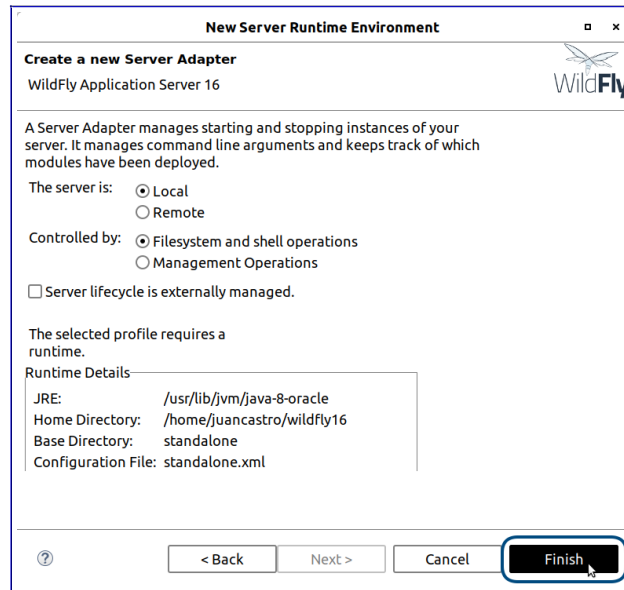 New Server Runtime Environment
Create a new Server Adapter
WildFly Application Server 16
WildFly
A Server Adapter manages starting and stopping instances of your
server. It manages command line arguments and keeps track of which
modules have been deployed.
The server is: Local
Remote
Controlled by: Filesystem and shell operations
Management Operations
Server lifecycle is externally managed.
The selected profile requires a
runtime.
Runtime Details
JRE: /usr/lib/jvm/java-8-oracle
Home Directory: /home/juancastro/wildfly16
Base Directory: standalone
Configuration File: standalone.xml
? < Back Next > Cancel Finish